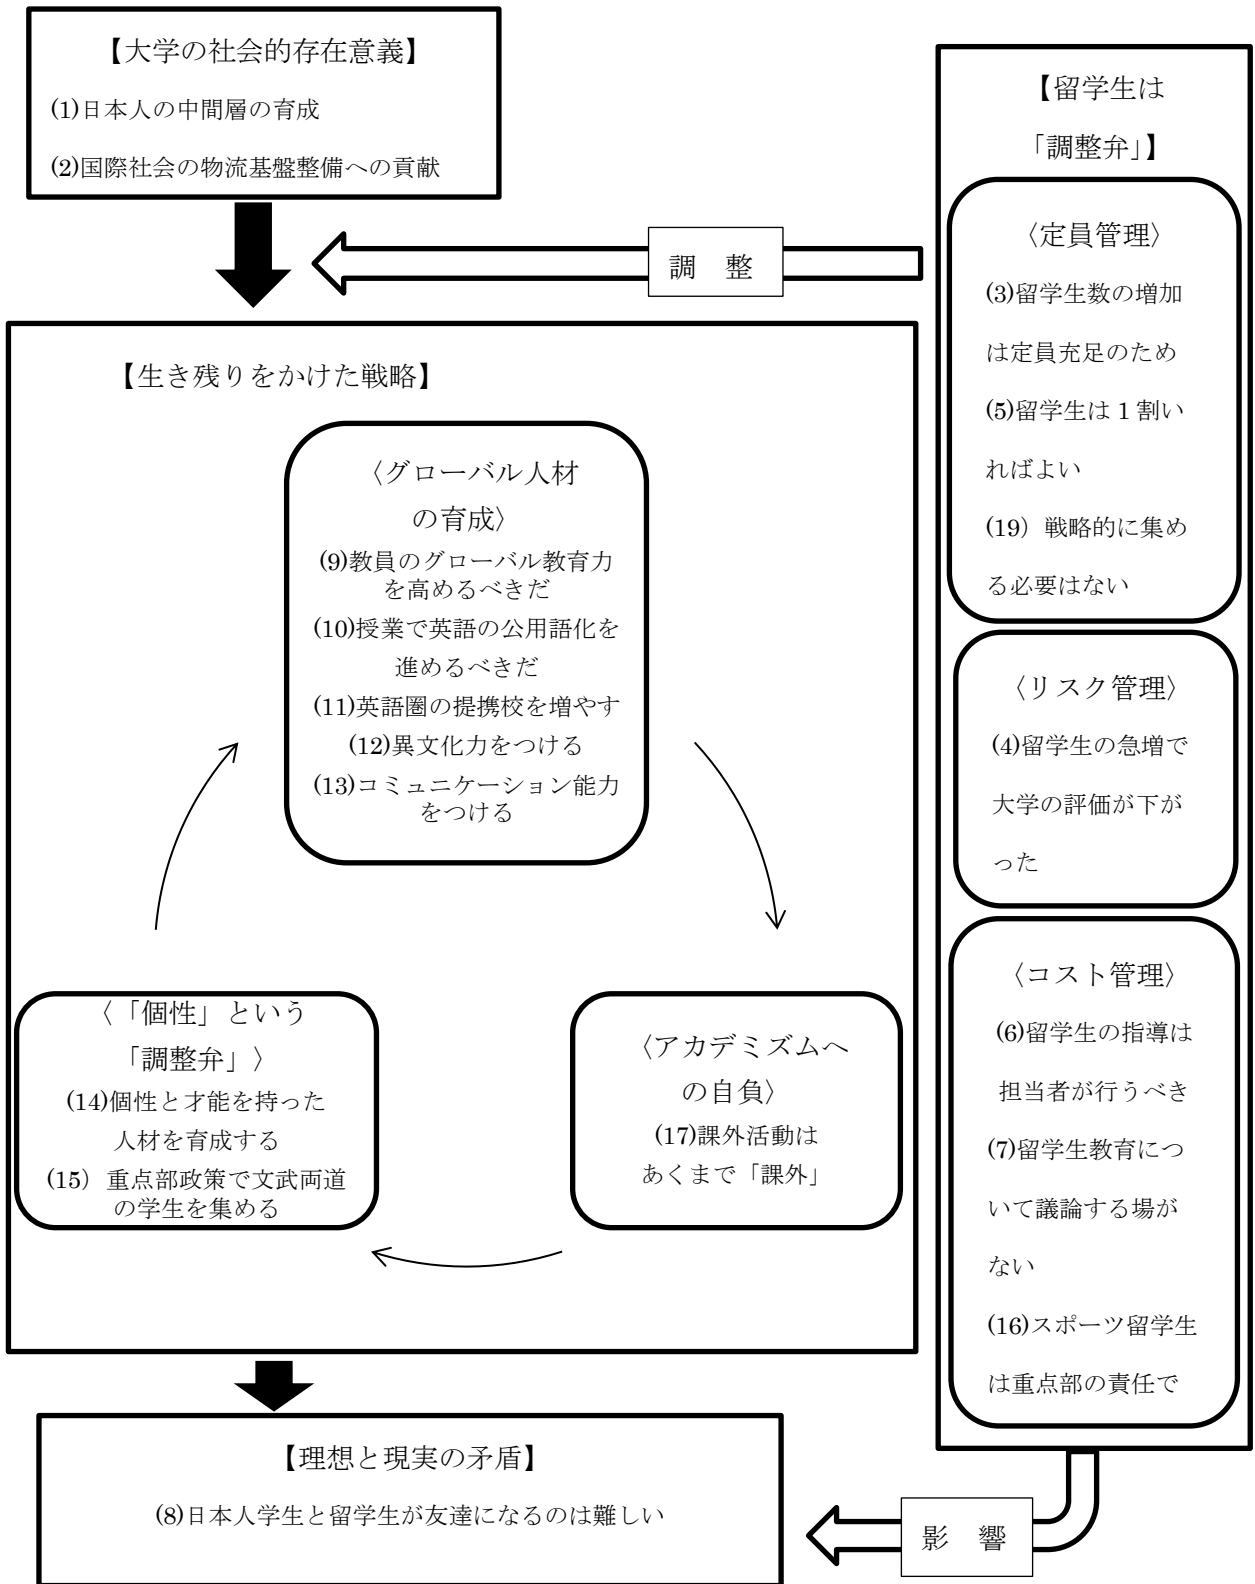 【大学の社会的存在意義】
(1)日本人の中間層の育成
(2)国際社会の物流基盤整備への貢献
調 整
【生き残りをかけた戦略】
〈グローバル人材
の育成〉
(9)教員のグローバル教育力
を高めるべきだ
(10)授業で英語の公用語化を
進めるべきだ
(11)英語圏の提携校を増やす
(12)異文化力をつける
(13)コミュニケーション能力
をつける
〈「個性」という
「調整弁」〉
(14)個性と才能を持った
人材を育成する
(15) 重点部政策で文武両道
の学生を集める
〈アカデミズムへ
の自負〉
(17)課外活動は
あくまで「課外」
【留学生は
「調整弁」】
〈定員管理〉
(3)留学生数の増加
は定員充足のため
(5)留学生は 1 割い
ればよい
(19) 戦略的に集め
る必要はない
〈リスク管理〉
(4)留学生の急増で
大学の評価が下が
った
〈コスト管理〉
(6)留学生の指導は
担当者が行うべき
(7)留学生教育につ
いて議論する場が
ない
(16)スポーツ留学生
は重点部の責任で
【理想と現実の矛盾】
(8)日本人学生と留学生が友達になるのは難しい
影 響